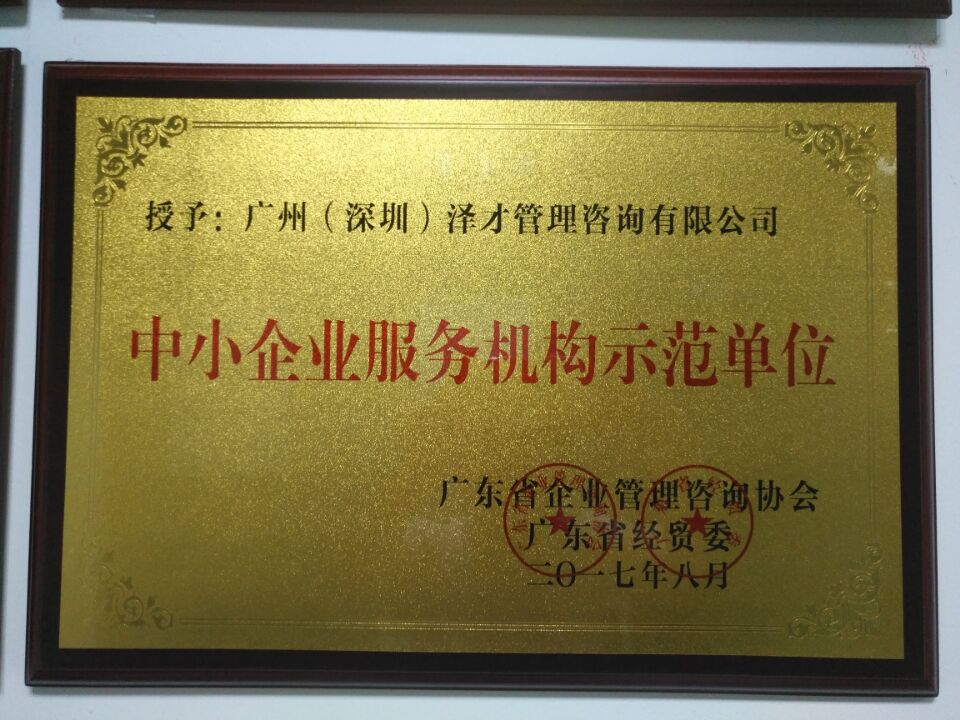 授予：广州（深圳）泽才管理咨询有限公司
中小企业服务机构示范单位
广东省企业管理咨询协会
广东省经贸委
二〇一七年八月